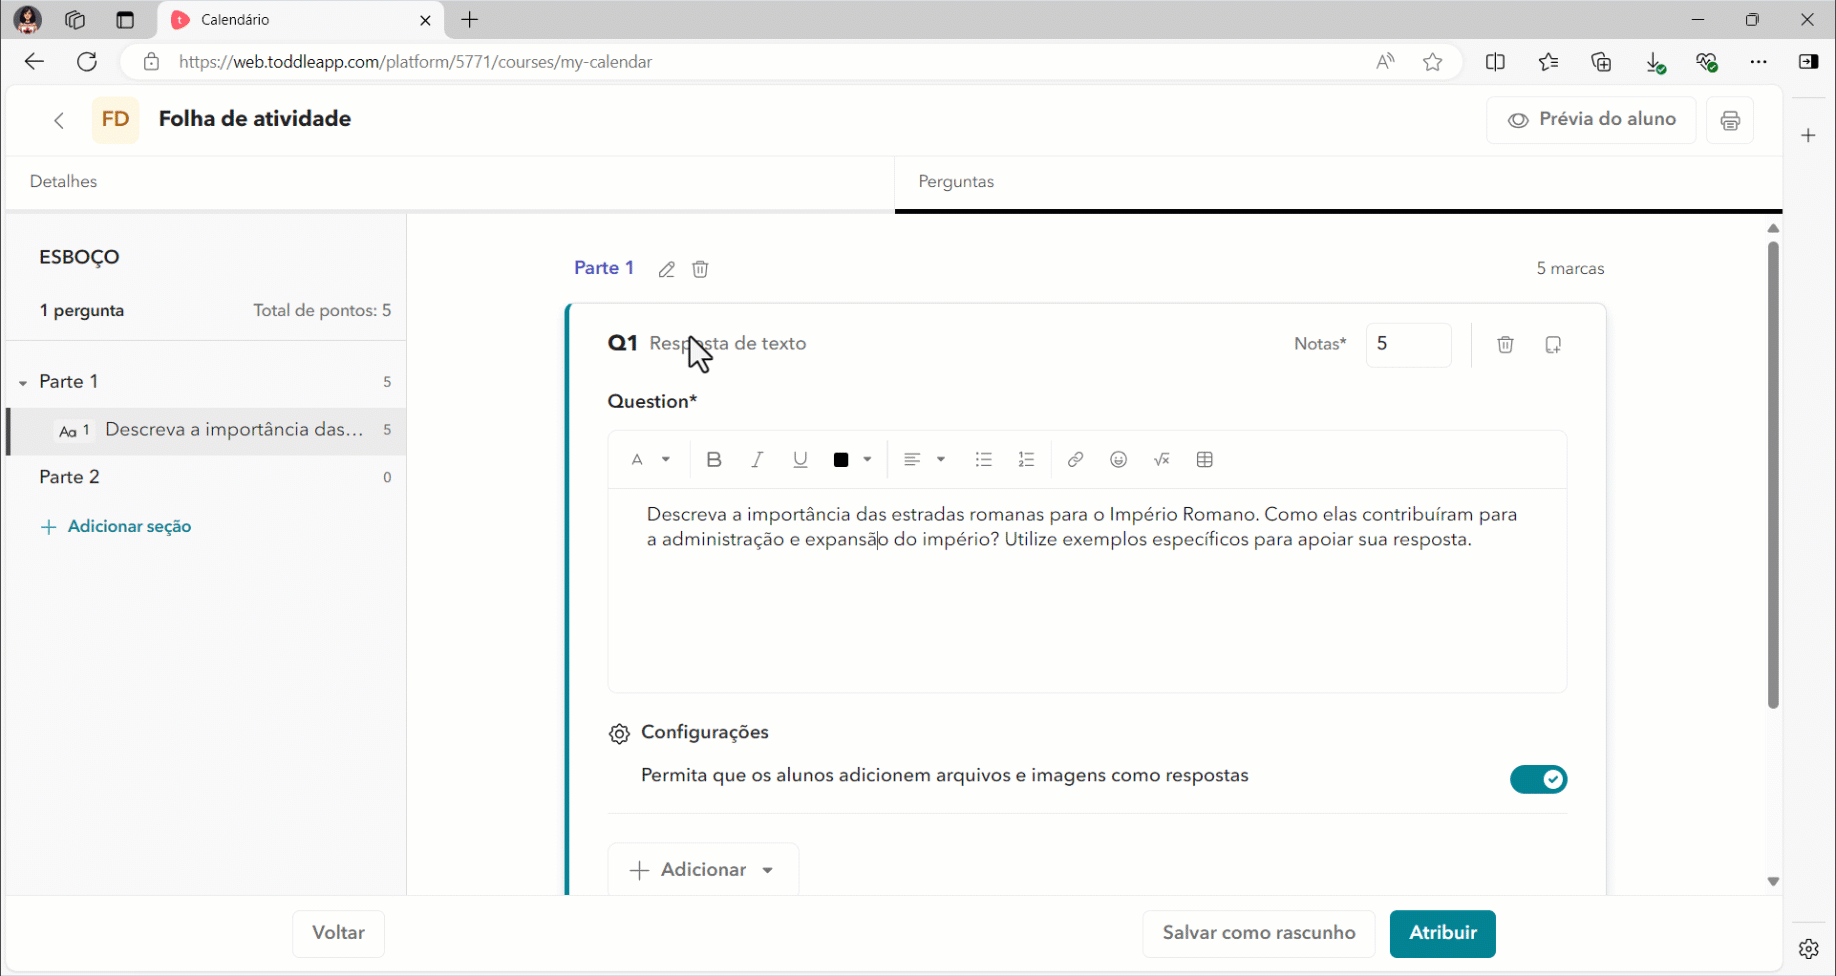 Calendário
https://web.toddleapp.com/platform/5771/courses/my-calendar
FD
Folha de atividade
Prévia do aluno
Detalhes
Perguntas
ESBOÇO
1 pergunta
Total de pontos: 5
Parte 1
5
Aa 1
Descreva a importância das...
5
Parte 2
0
Adicionar seção
Parte 1
5 marcas
Q1
Resposta de texto
Notas*
5
Question*
Descreva a importância das estradas romanas para o Império Romano. Como elas contribuíram para
a administração e expansão do império? Utilize exemplos específicos para apoiar sua resposta.
Configurações
Permita que os alunos adicionem arquivos e imagens como respostas
Adicionar
Voltar
Salvar como rascunho
Atribuir